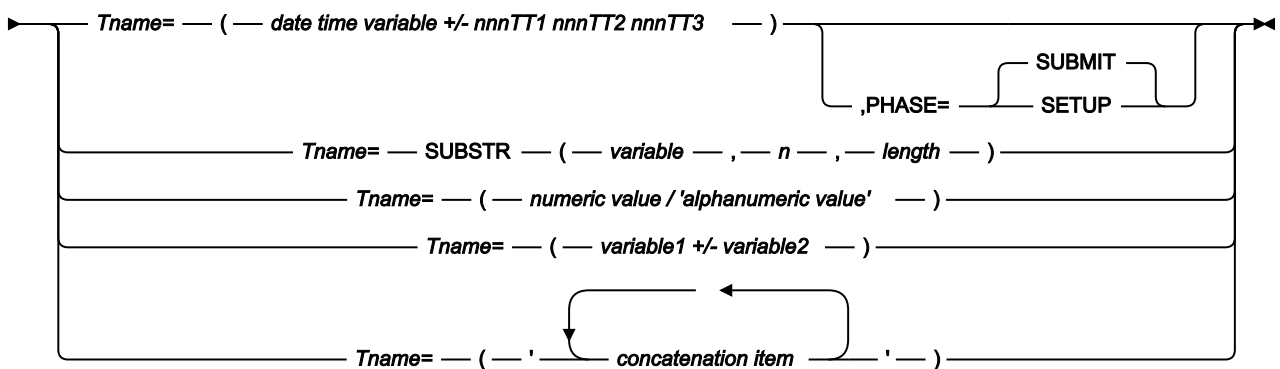 Tname= ( date time variable +/- nnnTT1 nnnTT2 nnnTT3 )
SUBMIT
,PHASE= SETUP
Tname= SUBSTR ( variable , n , length )
Tname= ( numeric value / 'alphanumeric value' )
Tname= ( variable1 +/- variable2 )
Tname= ( ' concatenation item ' )